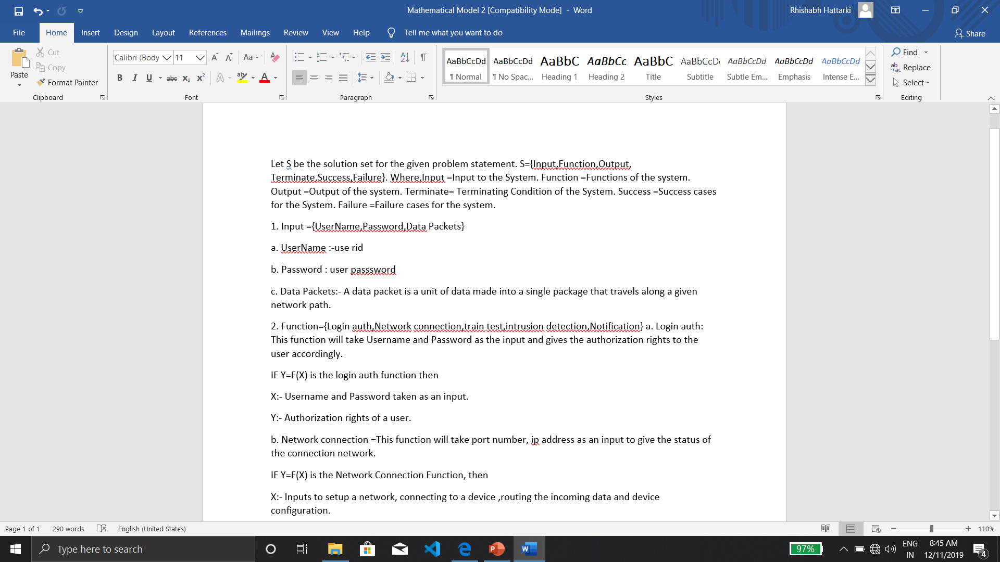 Mathematical Model 2 [Compatibility Mode] - Word
Rhishabh Hattarki
File Home Insert Design Layout References Mailings Review View Help Tell me what you want to do Share
Paste
Cut
Copy
Format Painter
Clipboard
Calibri (Body 11
Font
Paragraph
AaBbCcDd AaBbCcDd AaBbC AaBbCc AaBbC AaBbCcDd AaBbCcDd AaBbCcDd AaBbCcDd
¶ Normal ¶ No Spac... Heading 1 Heading 2 Title Subtitle Subtle Em... Emphasis Intense E...
Styles
Find
Replace
Select
Editing
Let S be the solution set for the given problem statement. S={Input,Function,Output,
Terminate,Success,Failure}. Where,Input =Input to the System. Function =Functions of the system.
Output =Output of the system. Terminate= Terminating Condition of the System. Success =Success cases
for the System. Failure =Failure cases for the system.
1. Input ={UserName,Password,Data Packets}
a. UserName :-use rid
b. Password : user passsword
c. Data Packets:- A data packet is a unit of data made into a single package that travels along a given
network path.
2. Function={Login auth,Network connection,train test,intrusion detection,Notification} a. Login auth:
This function will take Username and Password as the input and gives the authorization rights to the
user accordingly.
IF Y=F(X) is the login auth function then
X:- Username and Password taken as an input.
Y:- Authorization rights of a user.
b. Network connection =This function will take port number, ip address as an input to give the status of
the connection network.
IF Y=F(X) is the Network Connection Function, then
X:- Inputs to setup a network, connecting to a device ,routing the incoming data and device
configuration.
Page 1 of 1 290 words English (United States) 110%
Type here to search
97%
ENG
IN
8:45 AM
12/11/2019
4